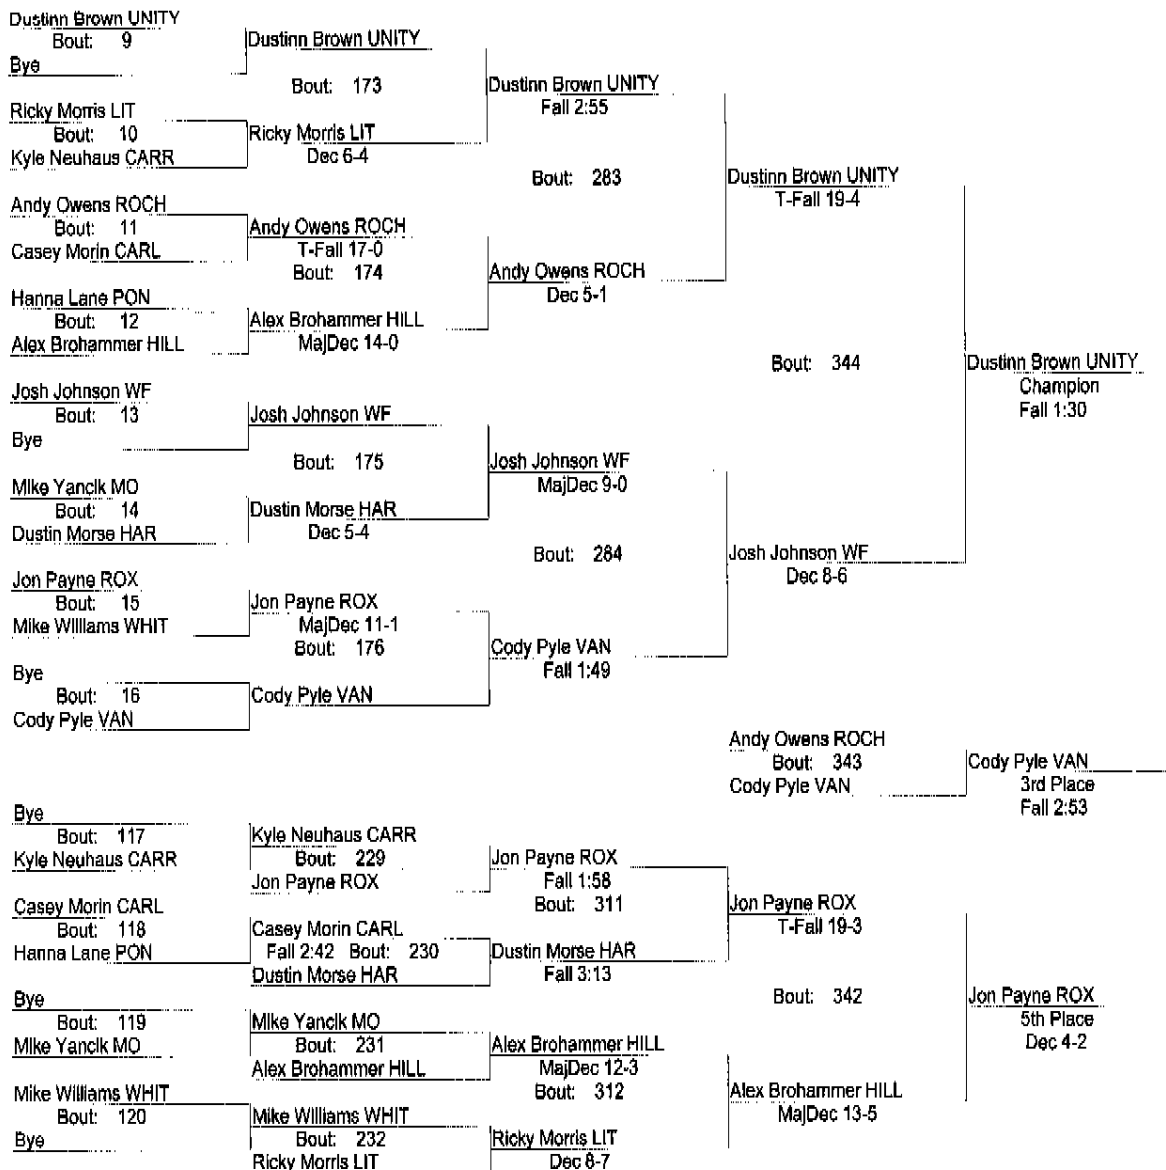 Dustinn Brown UNITY
Bout: 9
Bye
Dustinn Brown UNITY
Bout: 173
Ricky Morris LIT
Bout: 10
Kyle Neuhaus CARR
Ricky Morris LIT
Dec 6-4
Dustinn Brown UNITY
Fall 2:55
Bout: 283
Andy Owens ROCH
Bout: 11
Casey Morin CARL
Andy Owens ROCH
T-Fall 17-0
Bout: 174
Hanna Lane PON
Bout: 12
Alex Brohammer HILL
Alex Brohammer HILL
MajDec 14-0
Andy Owens ROCH
Dec 5-1
Dustinn Brown UNITY
T-Fall 19-4
Bout: 344
Dustinn Brown UNITY
Champion
Fall 1:30
Josh Johnson WF
Bout: 13
Bye
Josh Johnson WF
Bout: 175
Mike Yancik MO
Bout: 14
Dustin Morse HAR
Dustin Morse HAR
Dec 5-4
Josh Johnson WF
MajDec 9-0
Bout: 284
Jon Payne ROX
Bout: 15
Mike Williams WHIT
Jon Payne ROX
MajDec 11-1
Bout: 176
Bye
Bout: 16
Cody Pyle VAN
Cody Pyle VAN
Cody Pyle VAN
Fall 1:49
Josh Johnson WF
Dec 8-6
Andy Owens ROCH
Bout: 343
Cody Pyle VAN
Cody Pyle VAN
3rd Place
Fall 2:53
Bye
Bout: 117
Kyle Neuhaus CARR
Kyle Neuhaus CARR
Bout: 229
Jon Payne ROX
Jon Payne ROX
Fall 1:58
Bout: 311
Casey Morin CARL
Bout: 118
Hanna Lane PON
Casey Morin CARL
Fall 2:42 Bout: 230
Dustin Morse HAR
Dustin Morse HAR
Fall 3:13
Jon Payne ROX
T-Fall 19-3
Bout: 342
Jon Payne ROX
5th Place
Dec 4-2
Bye
Bout: 119
Mike Yancik MO
Mike Yancik MO
Bout: 231
Alex Brohammer HILL
Alex Brohammer HILL
MajDec 12-3
Bout: 312
Mike Williams WHIT
Bout: 120
Bye
Mike Williams WHIT
Bout: 232
Ricky Morris LIT
Ricky Morris LIT
Dec 8-7
Alex Brohammer HILL
MajDec 13-5